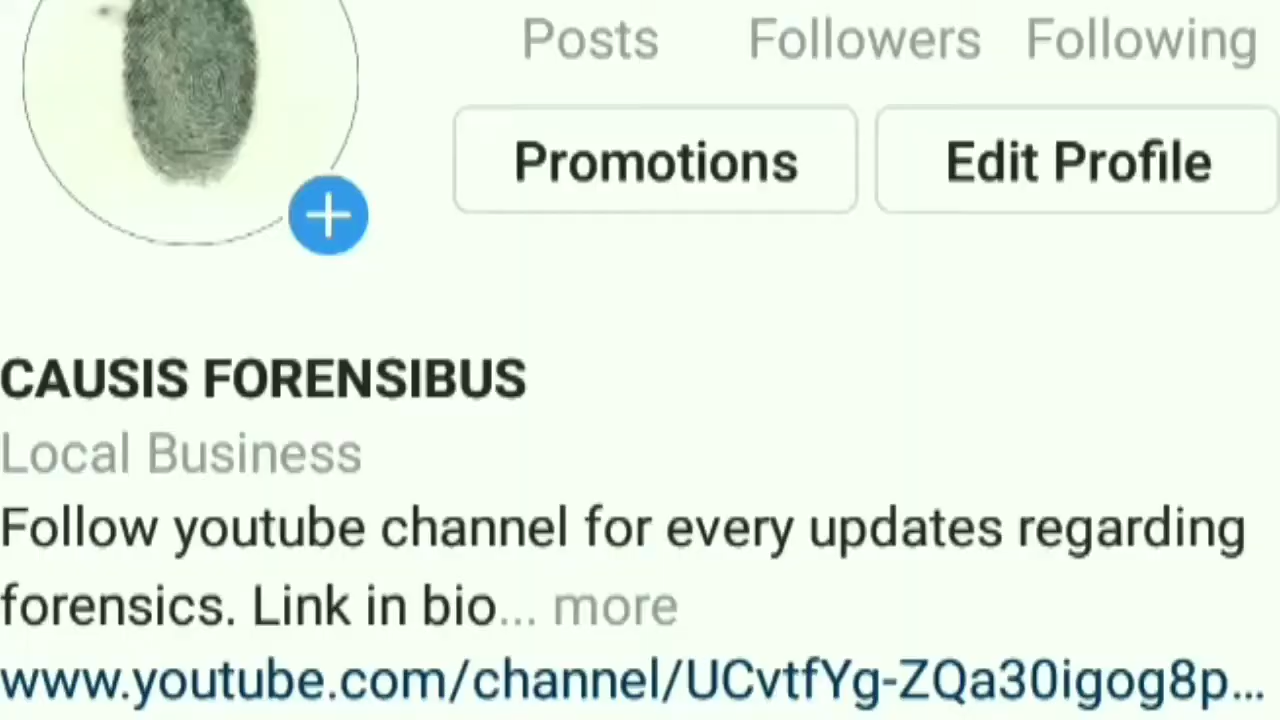 Posts Followers Following
Promotions Edit Profile
CAUSIS FORENSIBUS
Local Business
Follow youtube channel for every updates regarding
forensics. Link in bio... more
www.youtube.com/channel/UCvtfYg-ZQa30igog8p...